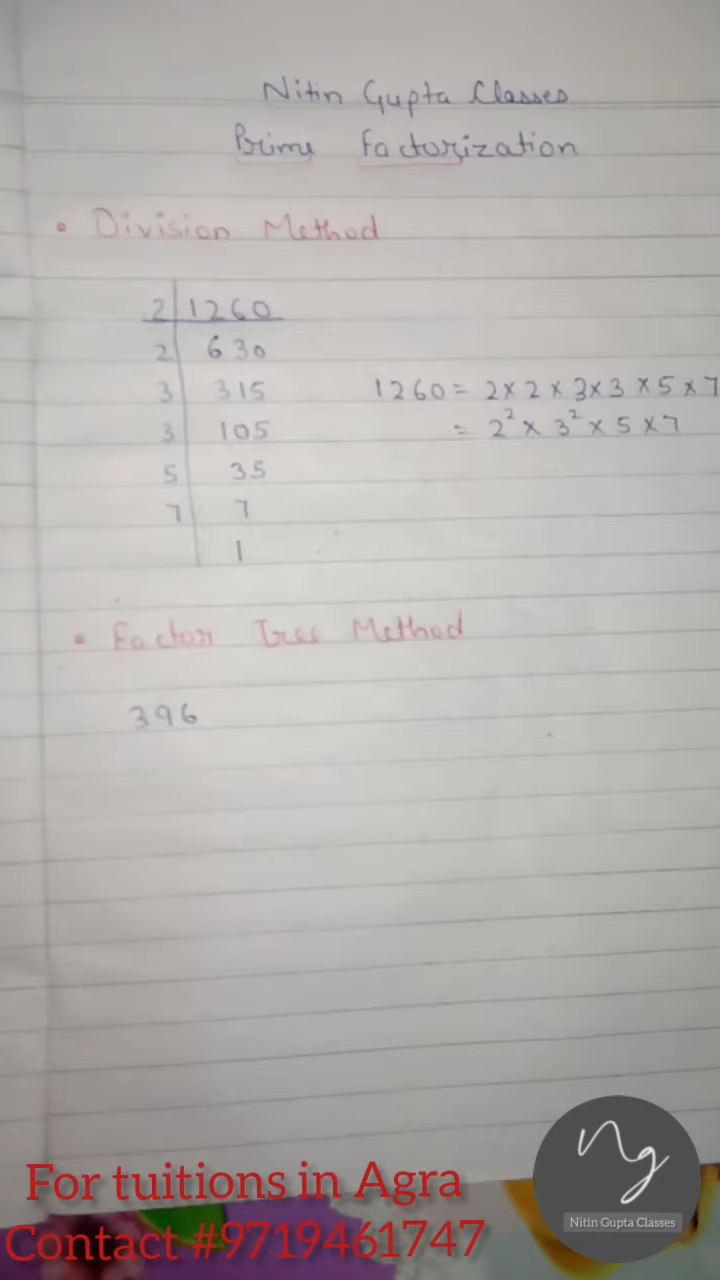 Nitin Gupta Classes
Prime Factorization
• Division Method
2 | 1260
2 | 630
3 | 315
3 | 105
5 | 35
7 | 7
1
1260 = 2 × 2 × 3 × 3 × 5 × 7
= 2² × 3² × 5 × 7
• Factor Tree Method
396
For tuitions in Agra
Contact #9719461747
ng
Nitin Gupta Classes